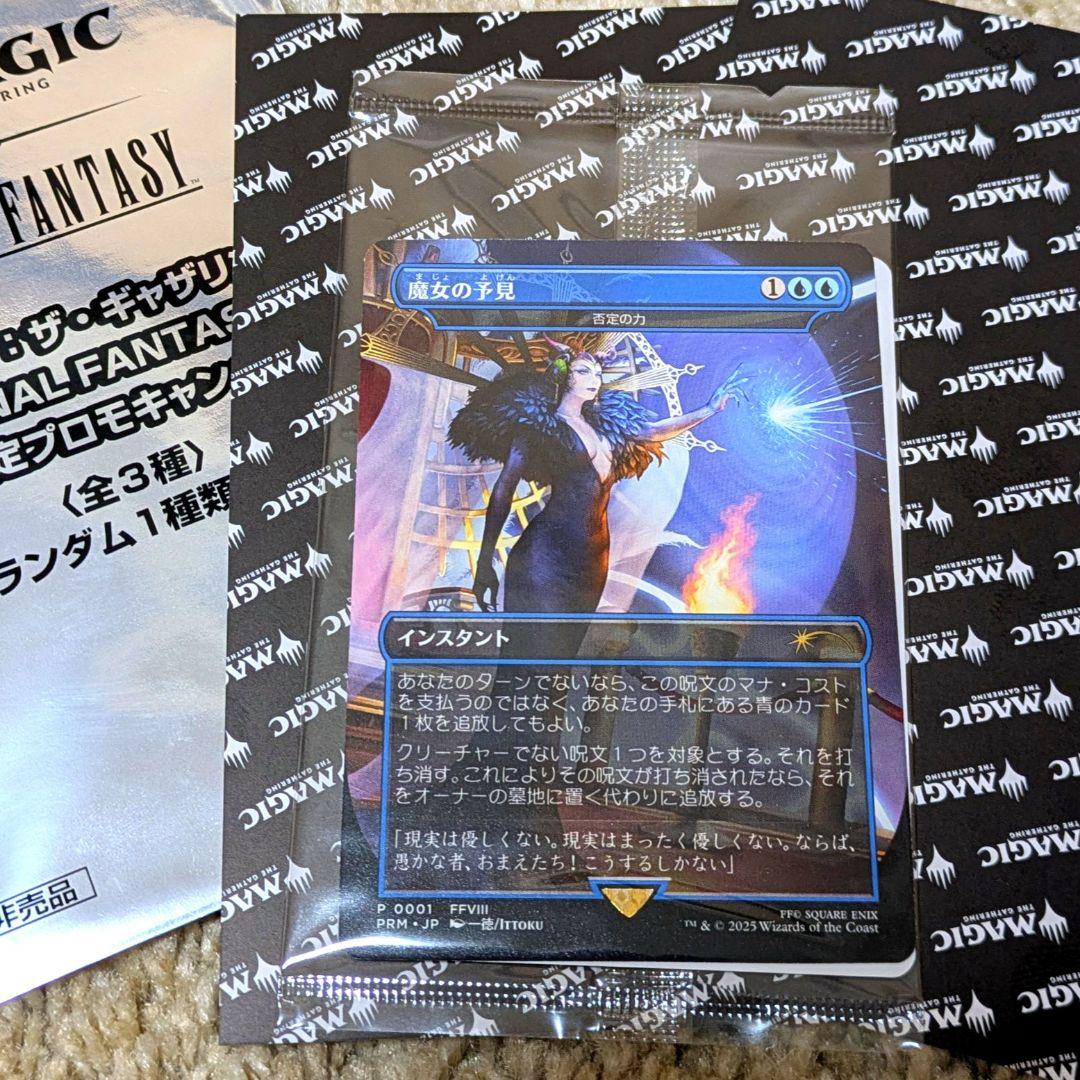 AGIC
RING
FANTASY
：ザ・ギャザリ
NAL FANTAS
定プロモキャン
〈全3種〉
ランダム1種類
非売品
MAGIC
THE GATHERING
まじょ よげん
魔女の予見
1
否定の力
インスタント
あなたのターンでないなら、この呪文のマナ・コスト
を支払うのではなく、あなたの手札にある青のカード
1枚を追放してもよい。
クリーチャーでない呪文1つを対象とする。それを打
ち消す。これによりその呪文が打ち消されたなら、それ
をオーナーの墓地に置く代わりに追放する。
「現実は優しくない。現実はまったく優しくない。ならば、
愚かな者、おまえたち！こうするしかない」
P 0001 FFVIII
PRM・JP 一徳/ITTOKU
FF© SQUARE ENIX
™ & © 2025 Wizards of the Coast